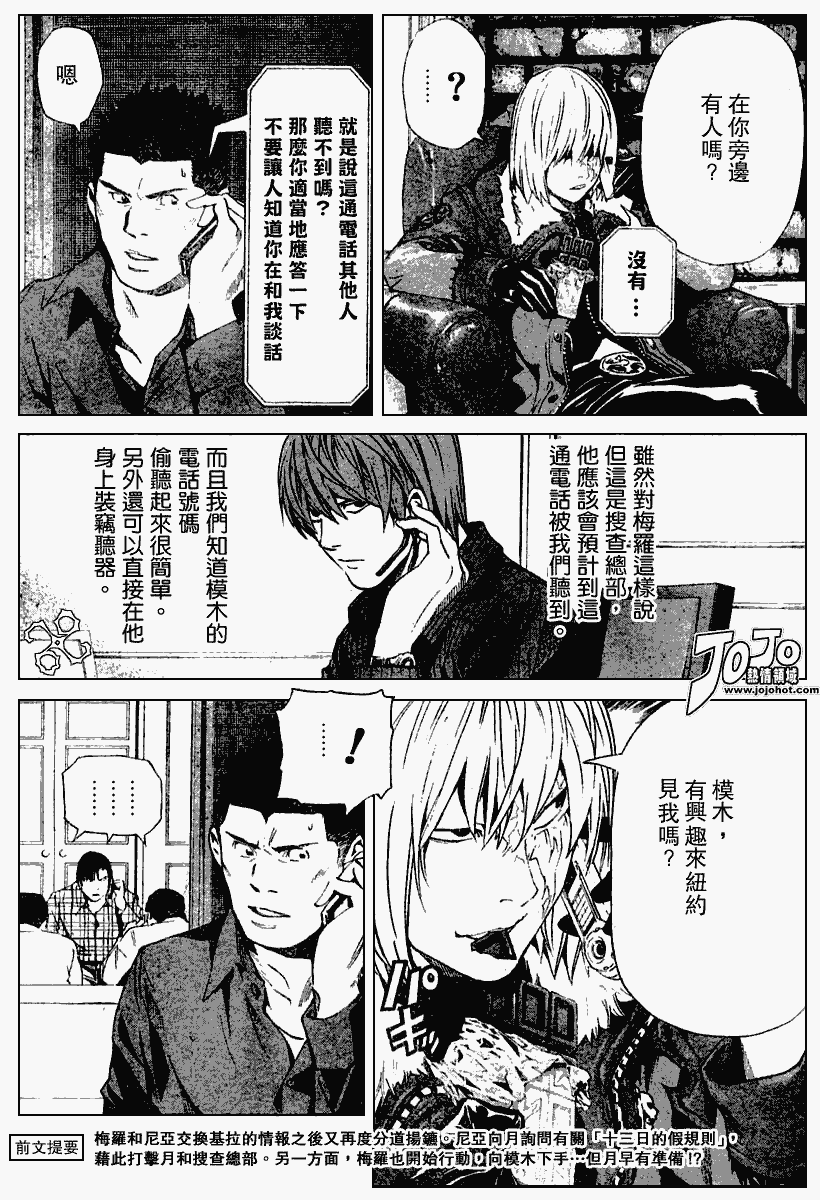 在你旁邊
有人嗎？
？
……
沒有…
就是說這通電話其他人
聽不到嗎？
那麼你適當地應答一下
不要讓人知道你在和我談話
嗯
雖然對梅羅這樣說
但這是搜查總部，
他應該會預計到這
通電話被我們聽到。
而且我們知道模木的
電話號碼
偷聽起來很簡單。
另外還可以直接在他
身上裝竊聽器。
JOJO
熱情領域
www.jojohot.com
模木，
有興趣來紐約
見我嗎？
パキッ
！
……
………
………
前文提要
梅羅和尼亞交換基拉的情報之後又再度分道揚鑣。尼亞向月詢問有關「十三日的假規則」，
藉此打擊月和搜查總部。另一方面，梅羅也開始行動，向模木下手…但月早有準備！？